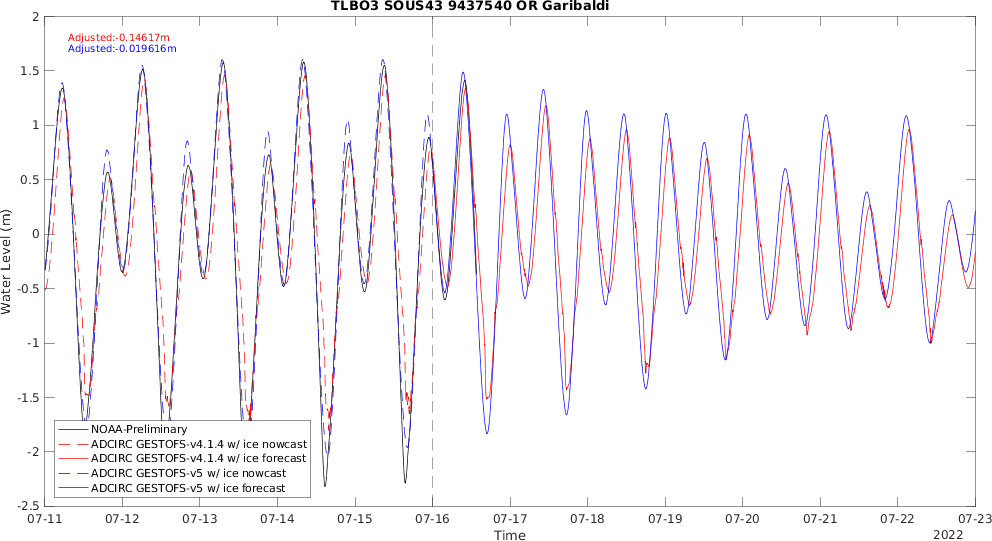 TLBO3 SOUS43 9437540 OR Garibaldi
Adjusted:-0.14617m
Adjusted:-0.019616m
2
1.5
1
0.5
0
-0.5
-1
-1.5
-2
-2.5
Water Level (m)
NOAA-Preliminary
ADCIRC GESTOFS-v4.1.4 w/ ice nowcast
ADCIRC GESTOFS-v4.1.4 w/ ice forecast
ADCIRC GESTOFS-v5 w/ ice nowcast
ADCIRC GESTOFS-v5 w/ ice forecast
07-11 07-12 07-13 07-14 07-15 07-16 07-17 07-18 07-19 07-20 07-21 07-22 07-23
Time
2022